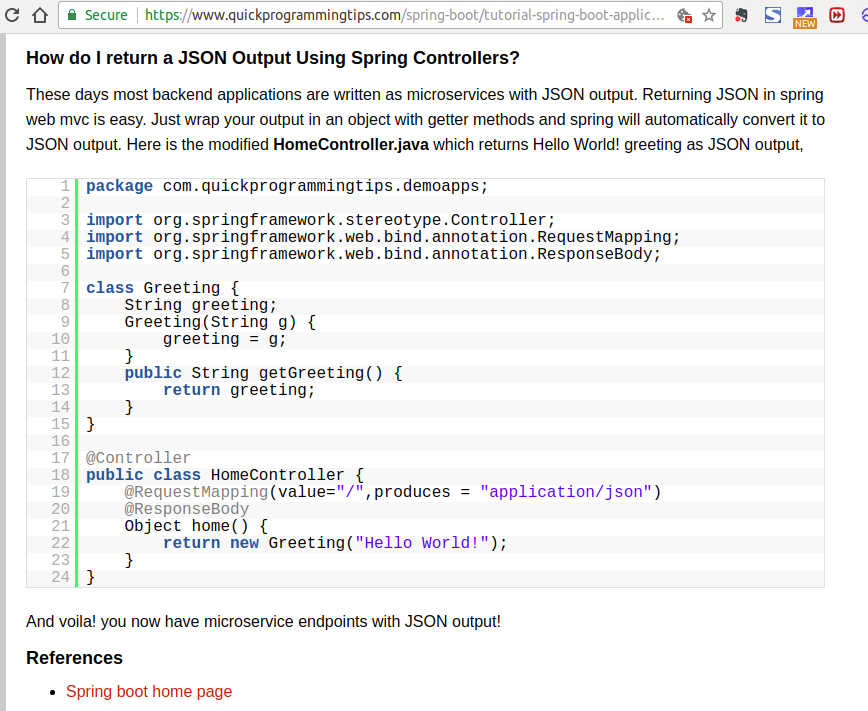 Secure https://www.quickprogrammingtips.com/spring-boot/tutorial-spring-boot-applic... NEW
How do I return a JSON Output Using Spring Controllers?
These days most backend applications are written as microservices with JSON output. Returning JSON in spring
web mvc is easy. Just wrap your output in an object with getter methods and spring will automatically convert it to
JSON output. Here is the modified HomeController.java which returns Hello World! greeting as JSON output,
1 package com.quickprogrammingtips.demoapps;
2
3 import org.springframework.stereotype.Controller;
4 import org.springframework.web.bind.annotation.RequestMapping;
5 import org.springframework.web.bind.annotation.ResponseBody;
6
7 class Greeting {
8     String greeting;
9     Greeting(String g) {
10         greeting = g;
11     }
12     public String getGreeting() {
13         return greeting;
14     }
15 }
16
17 @Controller
18 public class HomeController {
19     @RequestMapping(value="/",produces = "application/json")
20     @ResponseBody
21     Object home() {
22         return new Greeting("Hello World!");
23     }
24 }
And voila! you now have microservice endpoints with JSON output!
References
• Spring boot home page